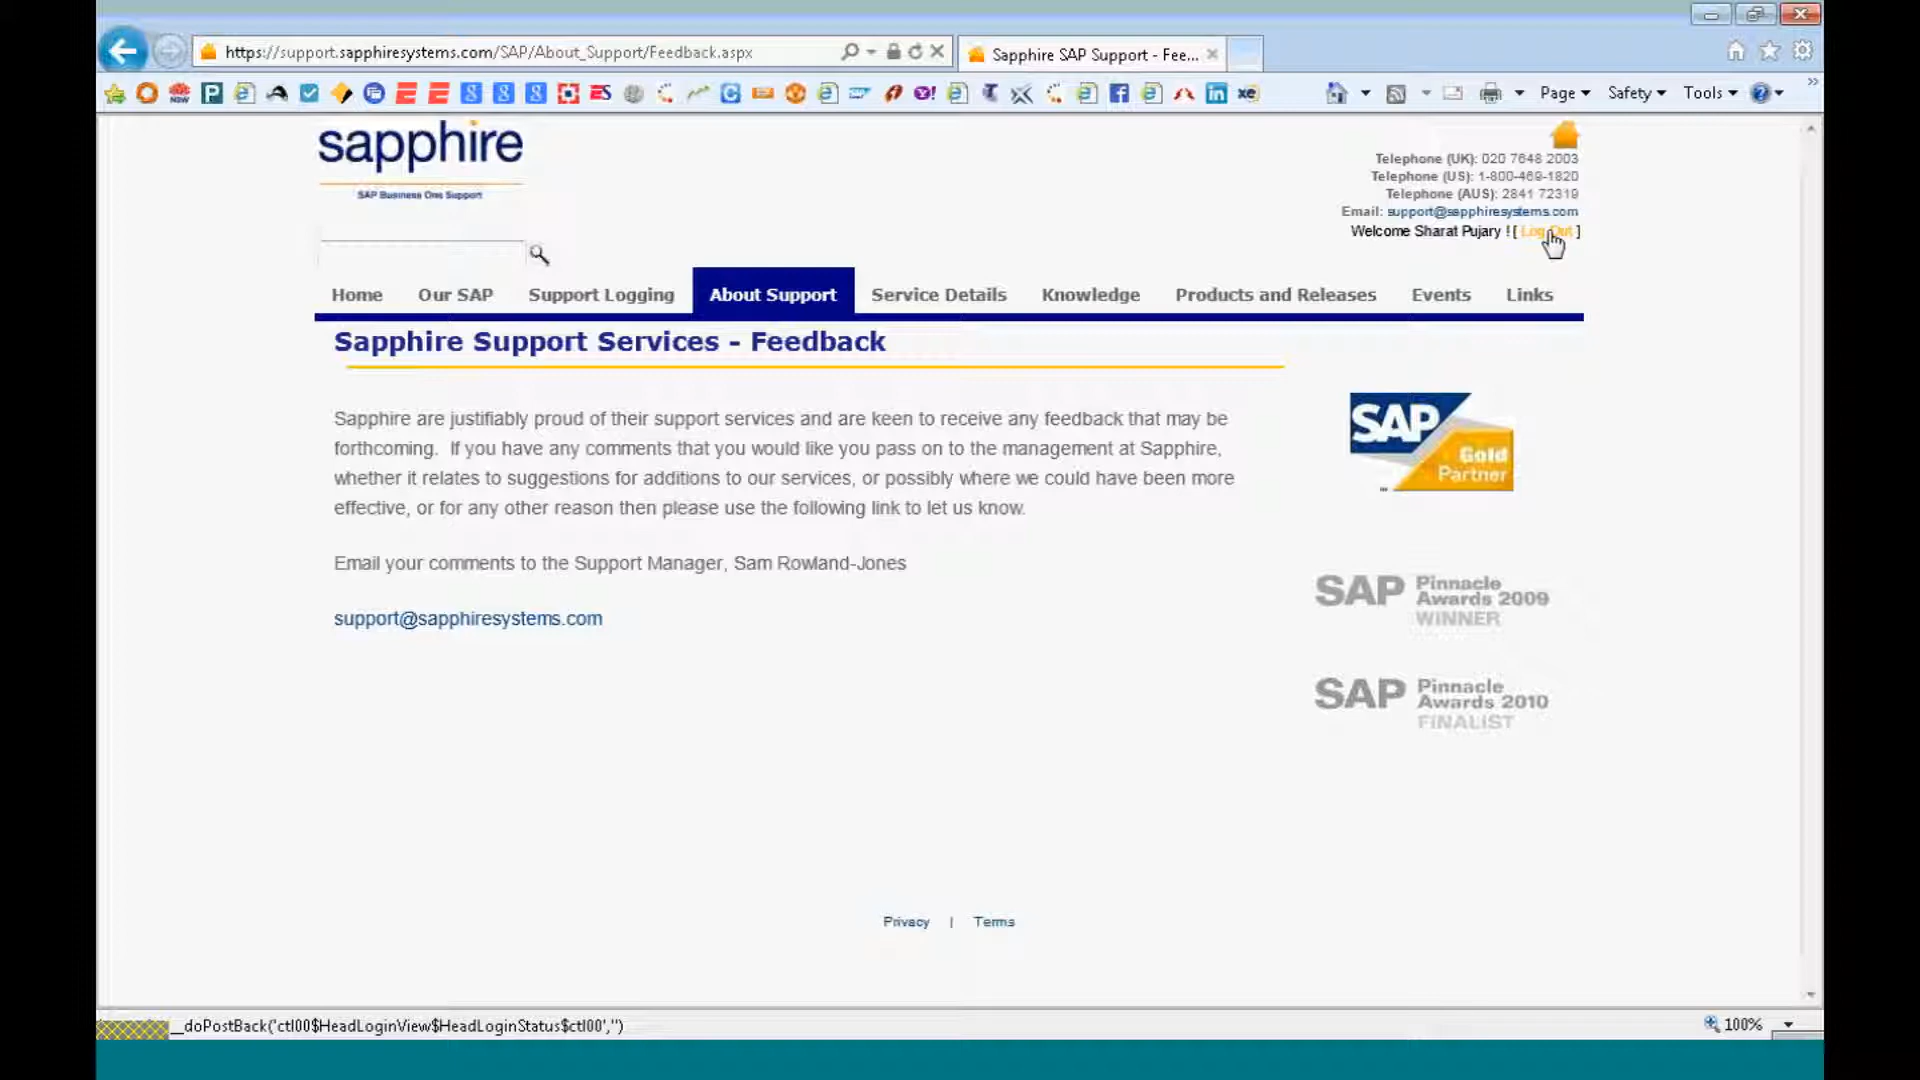 https://support.sapphiresystems.com/SAP/About_Support/Feedback.aspx
Sapphire SAP Support - Fee...
Page
Safety
Tools
sapphire
SAP Business One Support
Telephone (UK): 020 7648 2003
Telephone (US): 1-800-469-1820
Telephone (AUS): 2841 72319
Email: support@sapphiresystems.com
Welcome Sharat Pujary ! [ Log Out ]
Home
Our SAP
Support Logging
About Support
Service Details
Knowledge
Products and Releases
Events
Links
Sapphire Support Services - Feedback
Sapphire are justifiably proud of their support services and are keen to receive any feedback that may be
forthcoming. If you have any comments that you would like you pass on to the management at Sapphire,
whether it relates to suggestions for additions to our services, or possibly where we could have been more
effective, or for any other reason then please use the following link to let us know.
Email your comments to the Support Manager, Sam Rowland-Jones
support@sapphiresystems.com
SAP
Gold
Partner
SAP Pinnacle
Awards 2009
WINNER
SAP Pinnacle
Awards 2010
FINALIST
Privacy | Terms
__doPostBack('ctl00$HeadLoginView$HeadLoginStatus$ctl00','')
100%